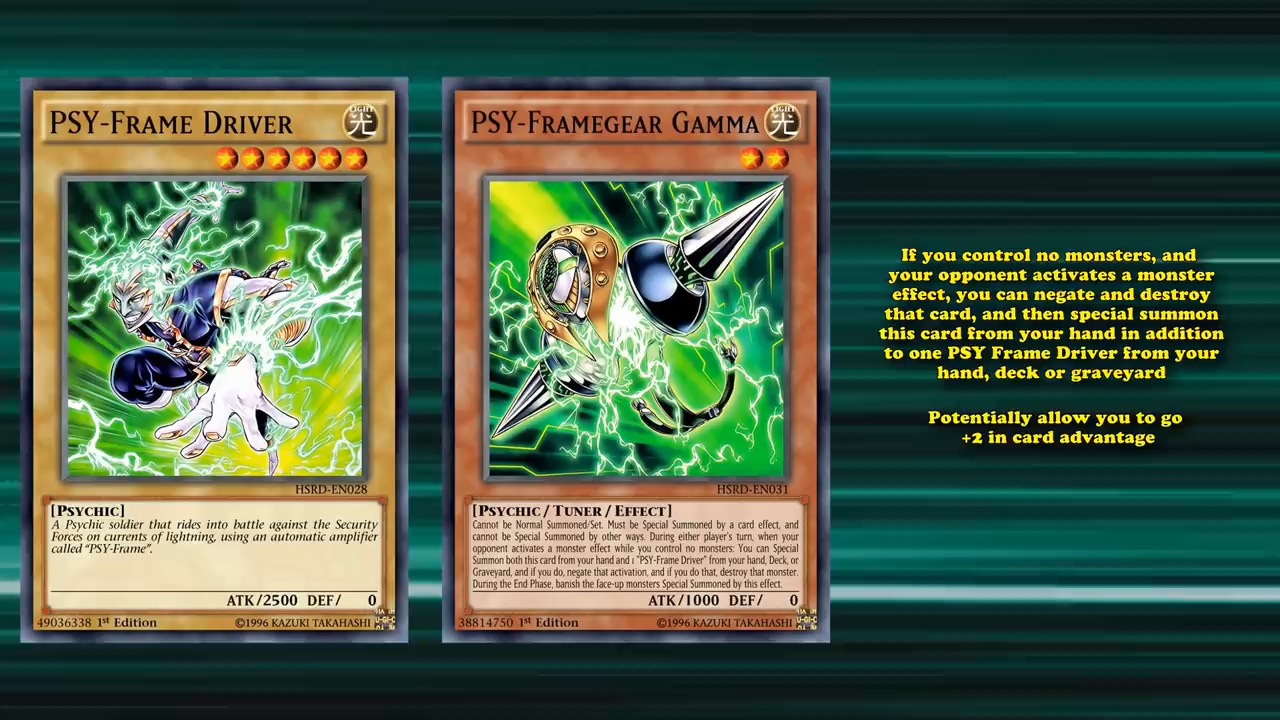 PSY-FRAME DRIVER
LIGHT
光
HSRD-EN028
[PSYCHIC]
A Psychic soldier that rides into battle against the Security
Forces on currents of lightning, using an automatic amplifier
called "PSY-Frame".
ATK/2500 DEF/ 0
49036338 1st Edition ©1996 KAZUKI TAKAHASHI
PSY-FRAMEGEAR GAMMA
LIGHT
光
HSRD-EN031
[PSYCHIC / TUNER / EFFECT]
Cannot be Normal Summoned/Set. Must be Special Summoned by a card effect, and
cannot be Special Summoned by other ways. During either player's turn, when your
opponent activates a monster effect while you control no monsters: You can Special
Summon both this card from your hand and 1 "PSY-Frame Driver" from your hand, Deck, or
Graveyard, and if you do, negate that activation, and if you do that, destroy that monster.
During the End Phase, banish the face-up monsters Special Summoned by this effect.
ATK/1000 DEF/ 0
38814750 1st Edition ©1996 KAZUKI TAKAHASHI
If you control no monsters, and
your opponent activates a monster
effect, you can negate and destroy
that card, and then special summon
this card from your hand in addition
to one PSY Frame Driver from your
hand, deck or graveyard
Potentially allow you to go
+2 in card advantage